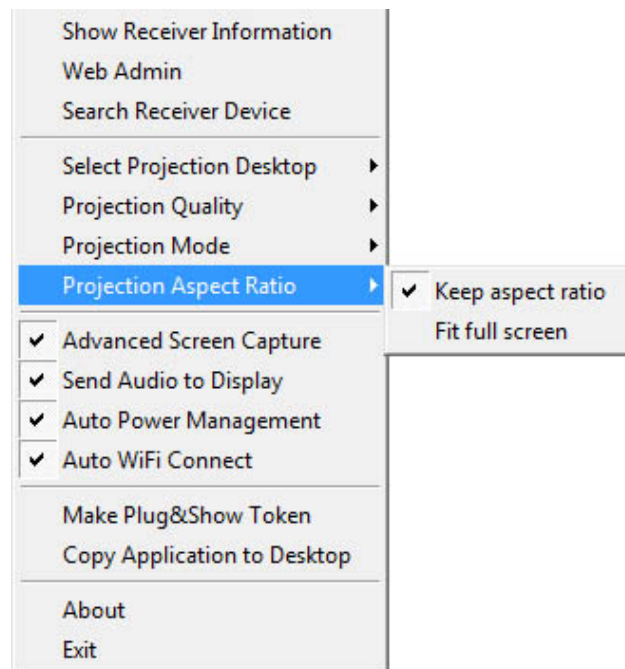 Show Receiver Information
Web Admin
Search Receiver Device
Select Projection Desktop
Projection Quality
Projection Mode
Projection Aspect Ratio
Keep aspect ratio
Fit full screen
Advanced Screen Capture
Send Audio to Display
Auto Power Management
Auto WiFi Connect
Make Plug&Show Token
Copy Application to Desktop
About
Exit